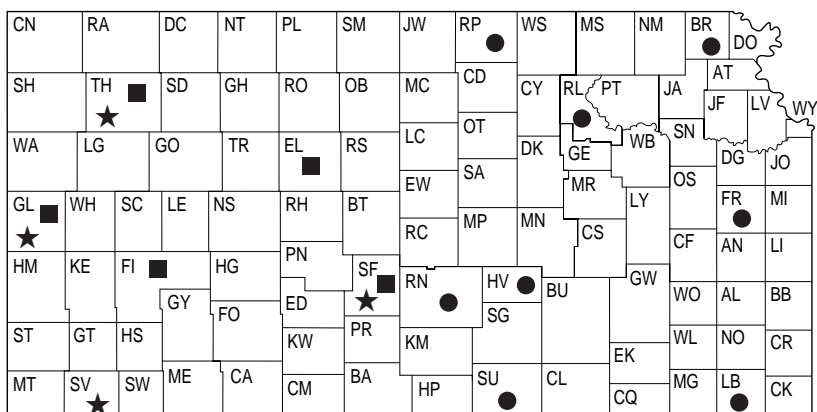 CN RA DC NT PL SM JW RP WS MS NM BR DO
SH TH SD GH RO OB MC CD CY RL PT JA AT
JF LV WY
WA LG GO TR EL RS LC OT DK GE WB SN DG JO
GL WH SC LE NS RH BT EW SA MR LY OS FR MI
RC MP MN CS
HM KE FI HG PN SF RN HV BU GW CF AN LI
GY FO ED SG WO AL BB
ST GT HS KW PR KM EK WL NO CR
MT SV SW ME CA CM BA HP SU CL CQ MG LB CK